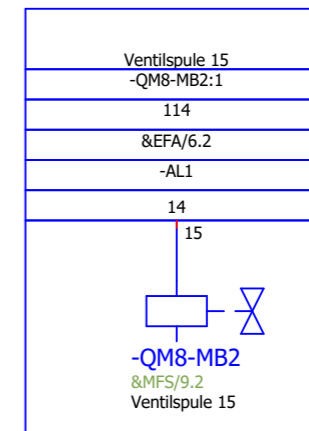 Ventilspule 15
-QM8-MB2:1
114
&EFA/6.2
-AL1
14
15
-QM8-MB2
&MFS/9.2
Ventilspule 15